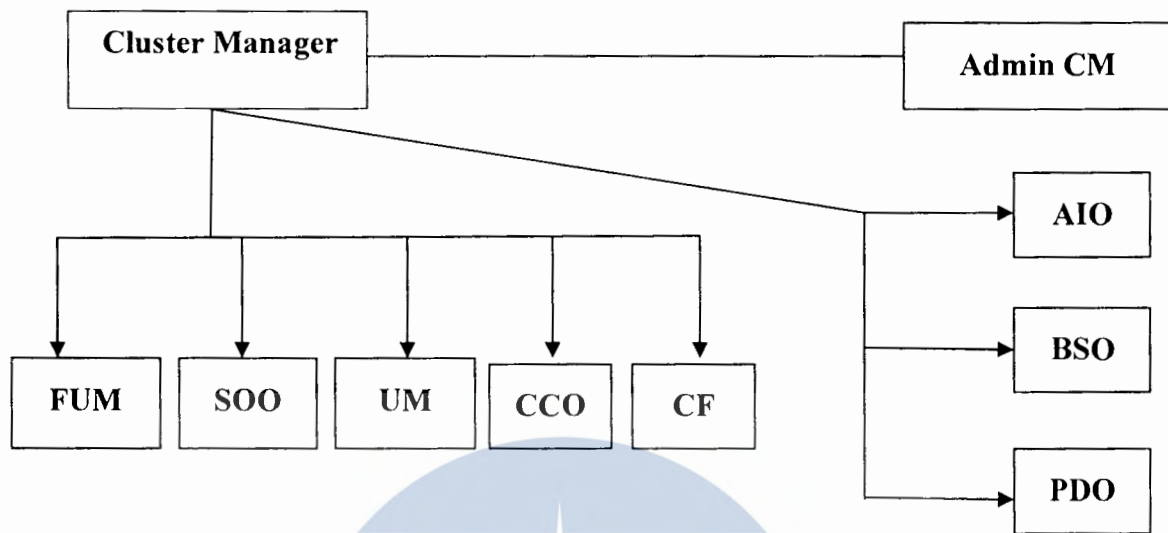 Cluster Manager
Admin CM
AIO
BSO
FUM
SOO
UM
CCO
CF
PDO